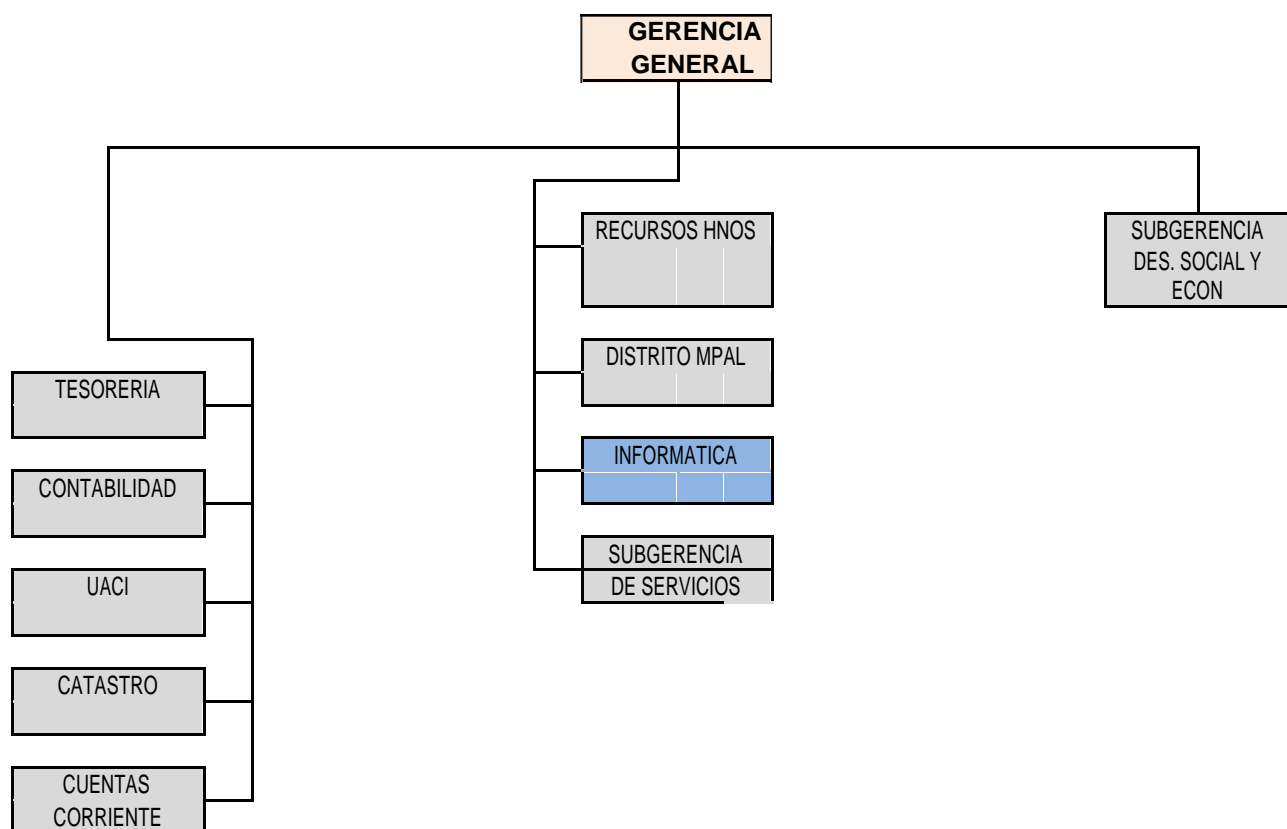 GERENCIA
GENERAL
RECURSOS HNOS
SUBGERENCIA
DES. SOCIAL Y
ECON
DISTRITO MPAL
TESORERIA
INFORMATICA
CONTABILIDAD
SUBGERENCIA
DE SERVICIOS
UACI
CATASTRO
CUENTAS
CORRIENTE